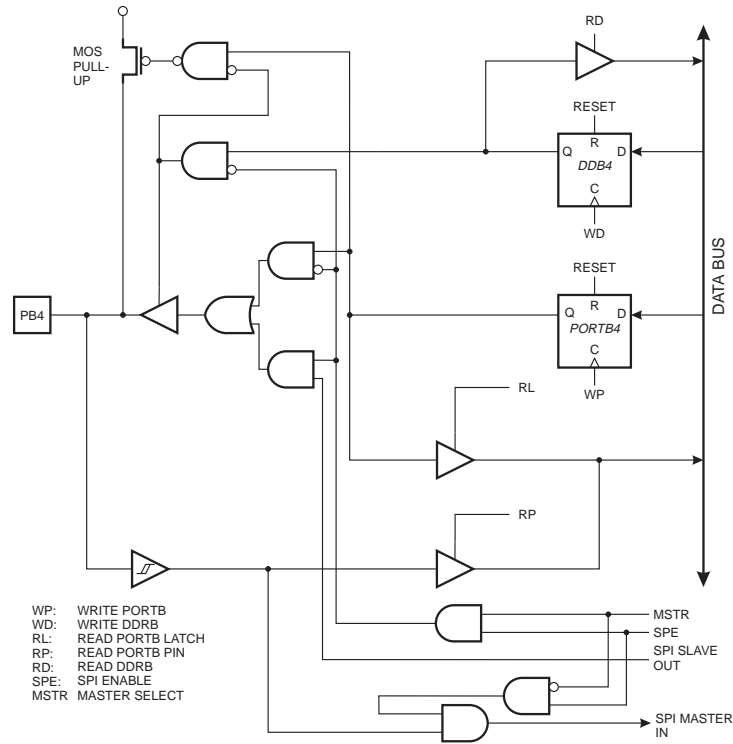 RD
MOS
PULL-
UP
RESET
R
Q
D
DDB4
C
WD
DATA BUS
RESET
R
Q
D
PORTB4
C
WP
PB4
RL
RP
WP: WRITE PORTB
WD: WRITE DDRB
RL: READ PORTB LATCH
RP: READ PORTB PIN
RD: READ DDRB
SPE: SPI ENABLE
MSTR MASTER SELECT
MSTR
SPE
SPI SLAVE
OUT
SPI MASTER
IN